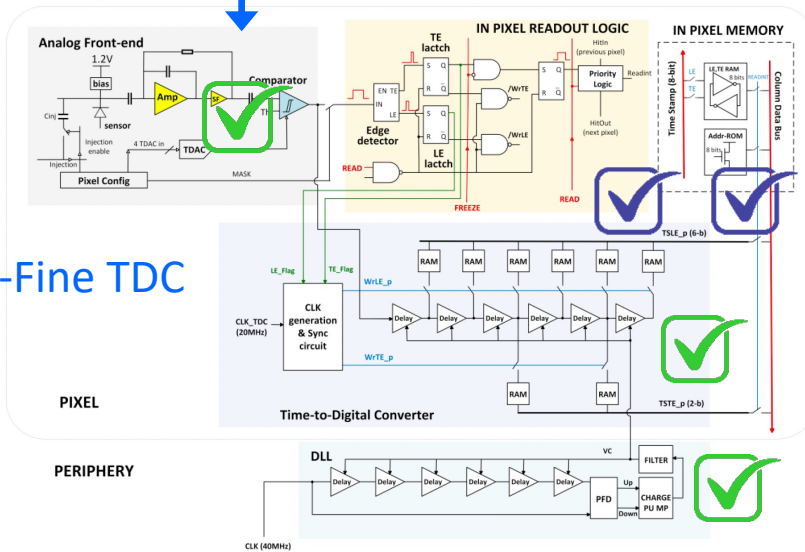 Analog Front-end
1.2V
bias
Amp
SF
Comparator
Th
Cinj
sensor
Injection
enable
4 TDAC in
TDAC
Injection
Pixel Config
MASK
IN PIXEL READOUT LOGIC
TE
lactch
S Q
R Q
EN TE
IN
LE
Edge
detector
LE
lactch
S Q
R Q
/WrTE
/WrLE
S Q
R Q
HitIn
(previous pixel)
Priority
Logic
Readint
HitOut
(next pixel)
READ
FREEZE
READ
IN PIXEL MEMORY
Time Stamp (8-bit)
LE
TE
LE,TE RAM
8 bits
READINT
Addr-ROM
8 bits
Column Data Bus
-Fine TDC
LE_Flag
TE_Flag
TSLE_p (6-b)
RAM
RAM
RAM
RAM
RAM
RAM
WrLE_p
CLK_TDC
(20MHz)
CLK
generation
& Sync
circuit
Delay
Delay
Delay
Delay
Delay
Delay
WrTE_p
RAM
RAM
TSTE_p (2-b)
PIXEL
Time-to-Digital Converter
PERIPHERY
DLL
VC
FILTER
Delay
Delay
Delay
Delay
Delay
Delay
PFD
Up
Down
CHARGE
PU MP
CLK (40MHz)